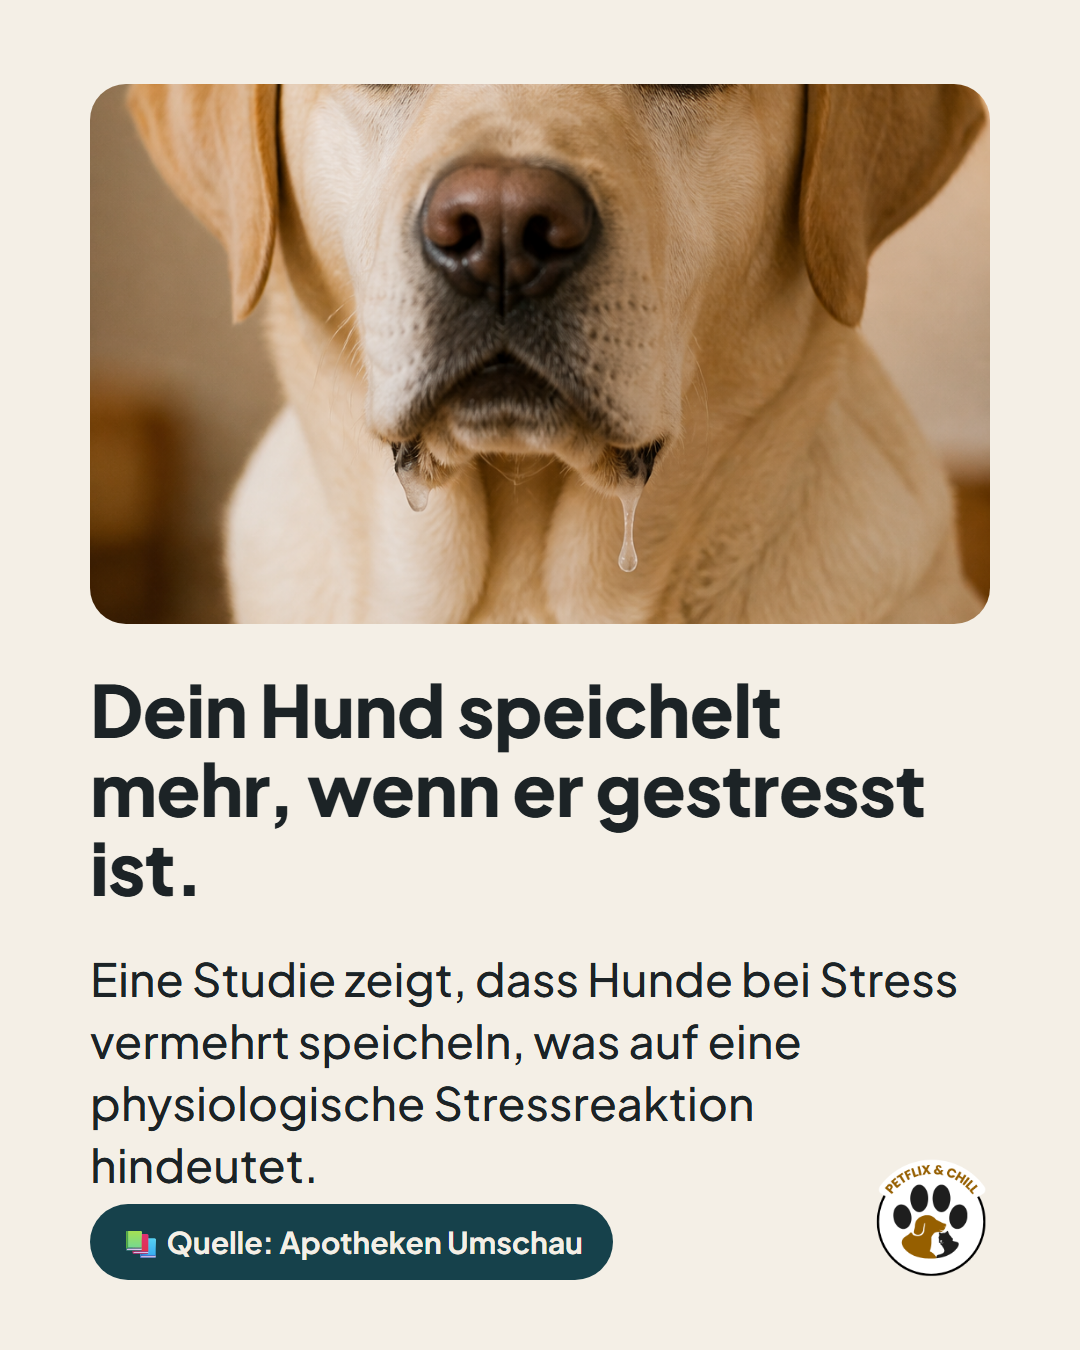 Dein Hund speichelt
mehr, wenn er gestresst
ist.
Eine Studie zeigt, dass Hunde bei Stress
vermehrt speicheln, was auf eine
physiologische Stressreaktion
hindeutet.
Quelle: Apotheken Umschau
PETFLIX & CHILL